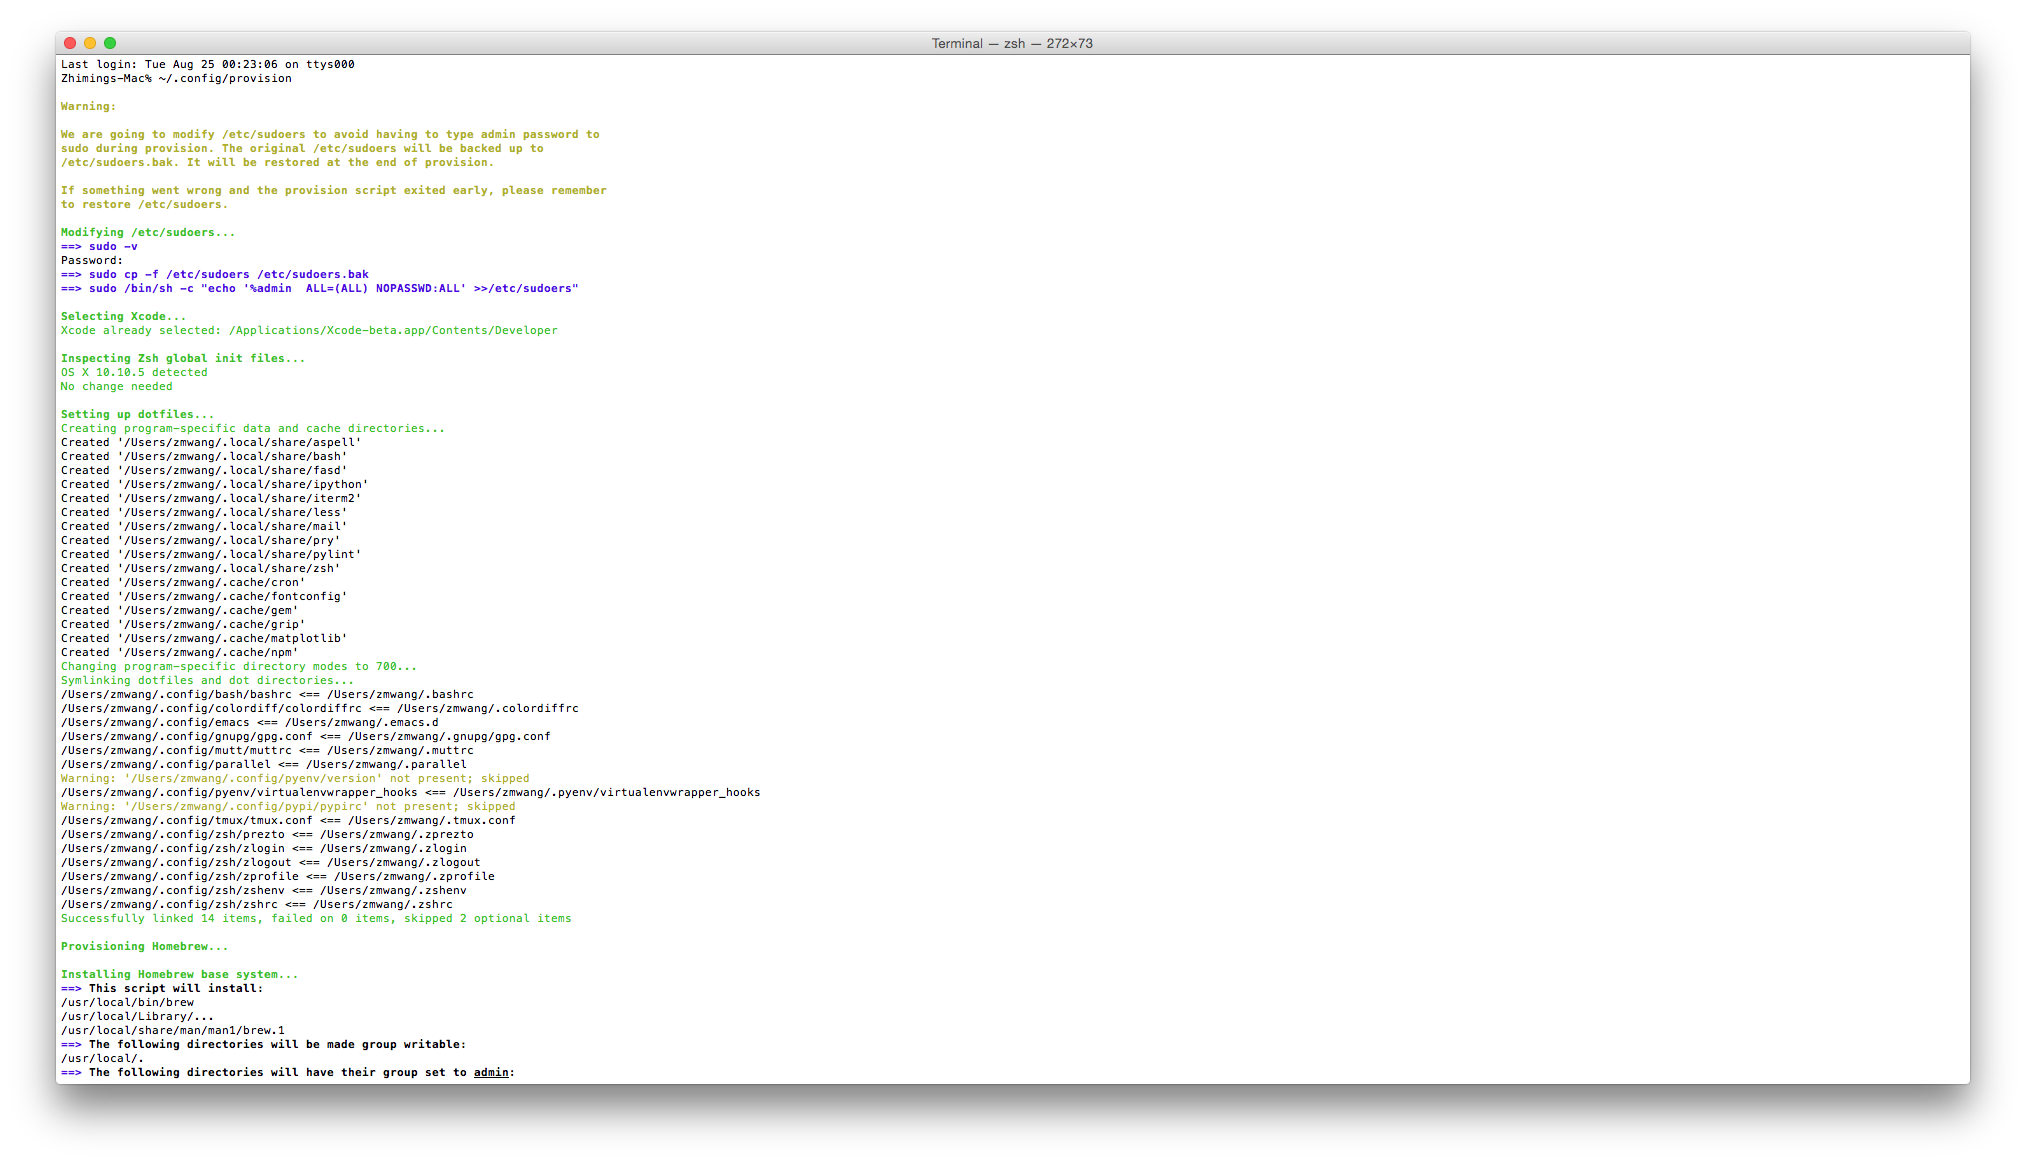 Terminal — zsh — 272×73
Last login: Tue Aug 25 00:23:06 on ttys000
Zhimings-Mac% ~/.config/provision
Warning:
We are going to modify /etc/sudoers to avoid having to type admin password to
sudo during provision. The original /etc/sudoers will be backed up to
/etc/sudoers.bak. It will be restored at the end of provision.
If something went wrong and the provision script exited early, please remember
to restore /etc/sudoers.
Modifying /etc/sudoers...
==> sudo -v
Password:
==> sudo cp -f /etc/sudoers /etc/sudoers.bak
==> sudo /bin/sh -c "echo '%admin  ALL=(ALL) NOPASSWD:ALL' >>/etc/sudoers"
Selecting Xcode...
Xcode already selected: /Applications/Xcode-beta.app/Contents/Developer
Inspecting Zsh global init files...
OS X 10.10.5 detected
No change needed
Setting up dotfiles...
Creating program-specific data and cache directories...
Created '/Users/zmwang/.local/share/aspell'
Created '/Users/zmwang/.local/share/bash'
Created '/Users/zmwang/.local/share/fasd'
Created '/Users/zmwang/.local/share/ipython'
Created '/Users/zmwang/.local/share/iterm2'
Created '/Users/zmwang/.local/share/less'
Created '/Users/zmwang/.local/share/mail'
Created '/Users/zmwang/.local/share/pry'
Created '/Users/zmwang/.local/share/pylint'
Created '/Users/zmwang/.local/share/zsh'
Created '/Users/zmwang/.cache/cron'
Created '/Users/zmwang/.cache/fontconfig'
Created '/Users/zmwang/.cache/gem'
Created '/Users/zmwang/.cache/grip'
Created '/Users/zmwang/.cache/matplotlib'
Created '/Users/zmwang/.cache/npm'
Changing program-specific directory modes to 700...
Symlinking dotfiles and dot directories...
/Users/zmwang/.config/bash/bashrc <== /Users/zmwang/.bashrc
/Users/zmwang/.config/colordiff/colordiffrc <== /Users/zmwang/.colordiffrc
/Users/zmwang/.config/emacs <== /Users/zmwang/.emacs.d
/Users/zmwang/.config/gnupg/gpg.conf <== /Users/zmwang/.gnupg/gpg.conf
/Users/zmwang/.config/mutt/muttrc <== /Users/zmwang/.muttrc
/Users/zmwang/.config/parallel <== /Users/zmwang/.parallel
Warning: '/Users/zmwang/.config/pyenv/version' not present; skipped
/Users/zmwang/.config/pyenv/virtualenvwrapper_hooks <== /Users/zmwang/.pyenv/virtualenvwrapper_hooks
Warning: '/Users/zmwang/.config/pypi/pypirc' not present; skipped
/Users/zmwang/.config/tmux/tmux.conf <== /Users/zmwang/.tmux.conf
/Users/zmwang/.config/zsh/prezto <== /Users/zmwang/.zprezto
/Users/zmwang/.config/zsh/zlogin <== /Users/zmwang/.zlogin
/Users/zmwang/.config/zsh/zlogout <== /Users/zmwang/.zlogout
/Users/zmwang/.config/zsh/zprofile <== /Users/zmwang/.zprofile
/Users/zmwang/.config/zsh/zshenv <== /Users/zmwang/.zshenv
/Users/zmwang/.config/zsh/zshrc <== /Users/zmwang/.zshrc
Successfully linked 14 items, failed on 0 items, skipped 2 optional items
Provisioning Homebrew...
Installing Homebrew base system...
==> This script will install:
/usr/local/bin/brew
/usr/local/Library/...
/usr/local/share/man/man1/brew.1
==> The following directories will be made group writable:
/usr/local/.
==> The following directories will have their group set to admin: